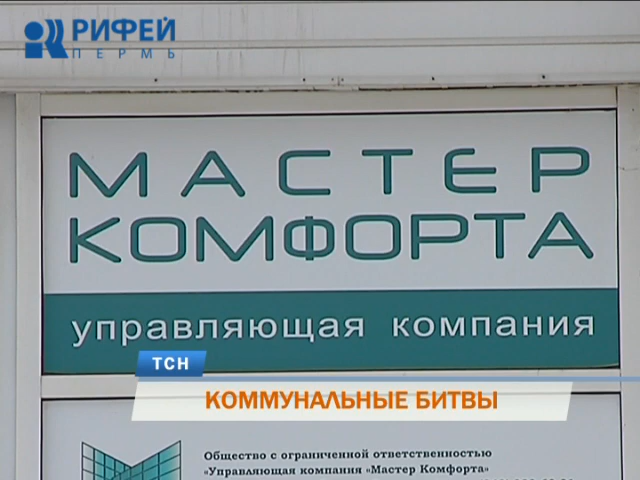 РИФЕЙ
ПЕРМЬ
МАСТЕР
КОМФОРТА
управляющая компания
ТСН
КОММУНАЛЬНЫЕ БИТВЫ
Общество с ограниченной ответственностью
«Управляющая компания «Мастер Комфорта»